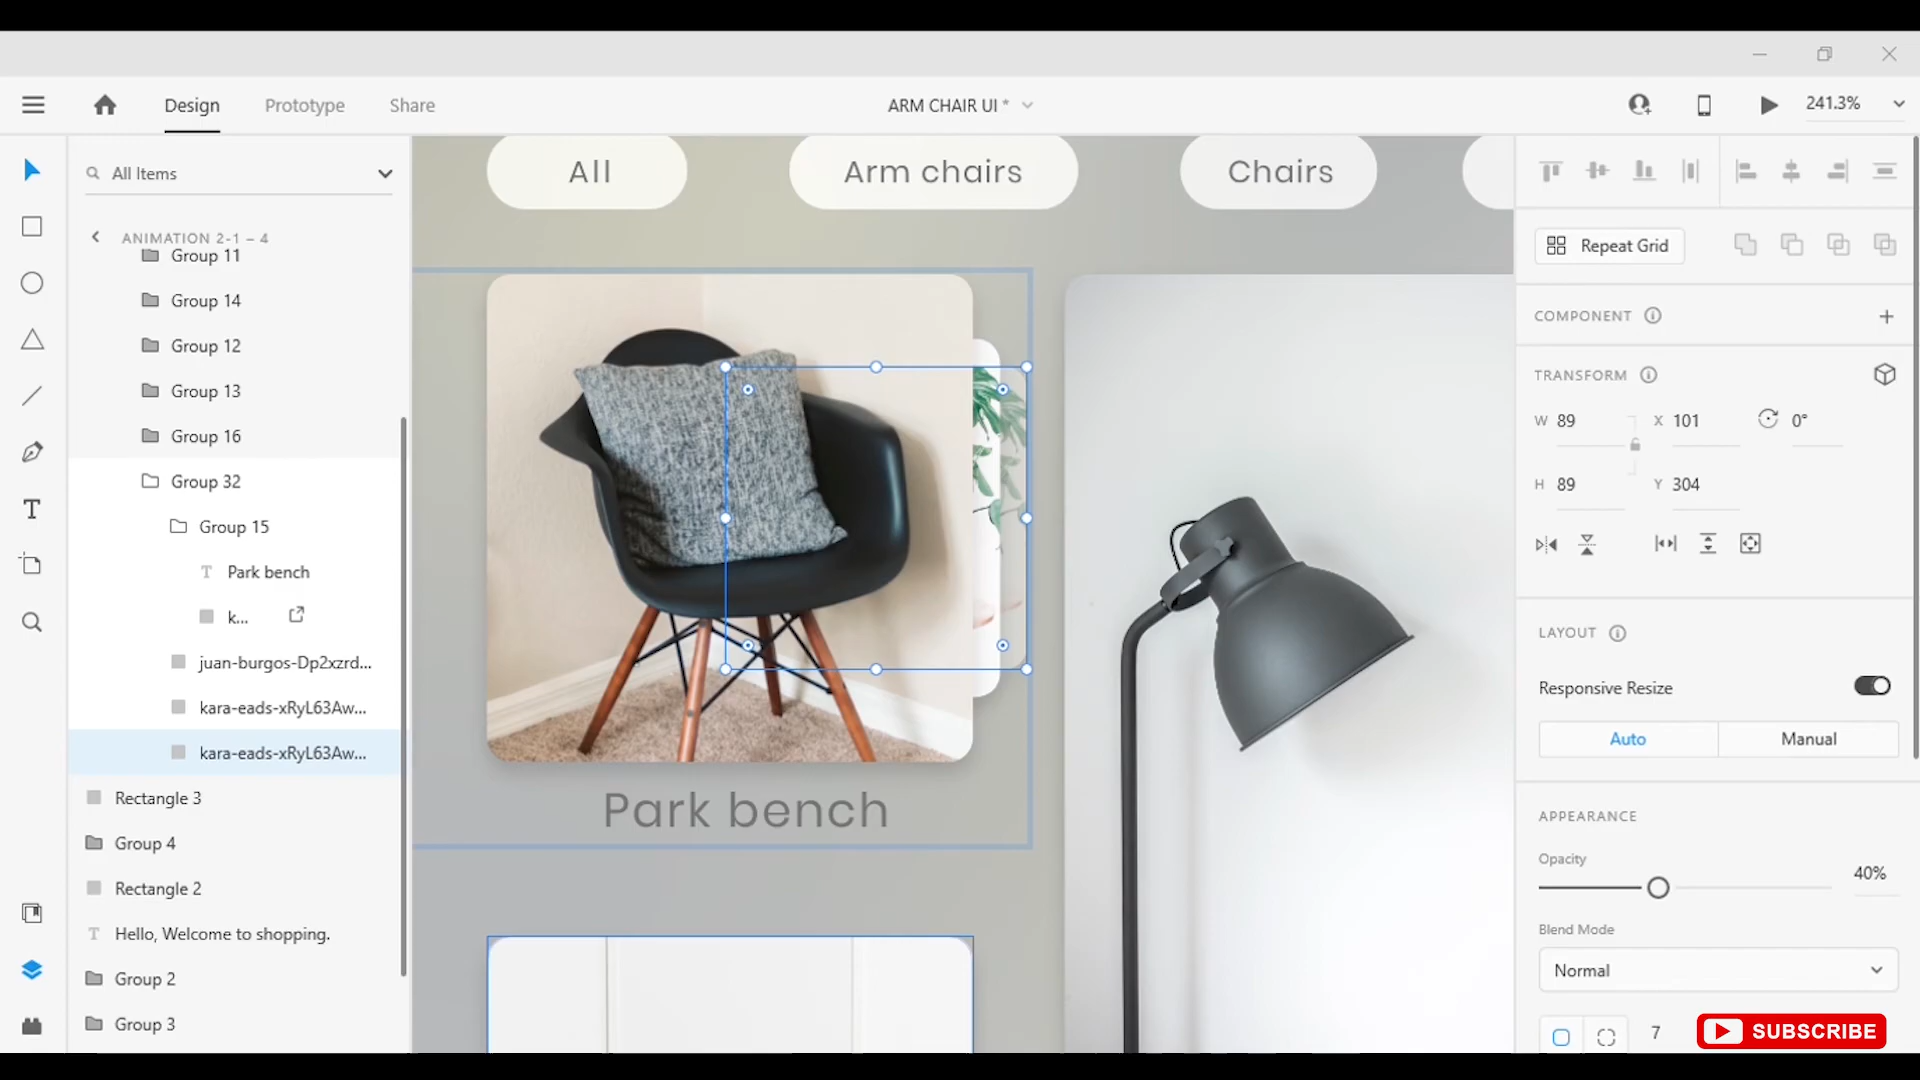 Design
Prototype
Share
ARM CHAIR UI *
241.3%
All Items
ANIMATION 2-1 – 4
Group 11
Group 14
Group 12
Group 13
Group 16
Group 32
Group 15
Park bench
k...
juan-burgos-Dp2xzrd...
kara-eads-xRyL63Aw...
kara-eads-xRyL63Aw...
Rectangle 3
Group 4
Rectangle 2
Hello, Welcome to shopping.
Group 2
Group 3
All
Arm chairs
Chairs
Park bench
Repeat Grid
COMPONENT
TRANSFORM
W 89
X 101
0°
H 89
Y 304
LAYOUT
Responsive Resize
Auto
Manual
APPEARANCE
Opacity
40%
Blend Mode
Normal
7
SUBSCRIBE